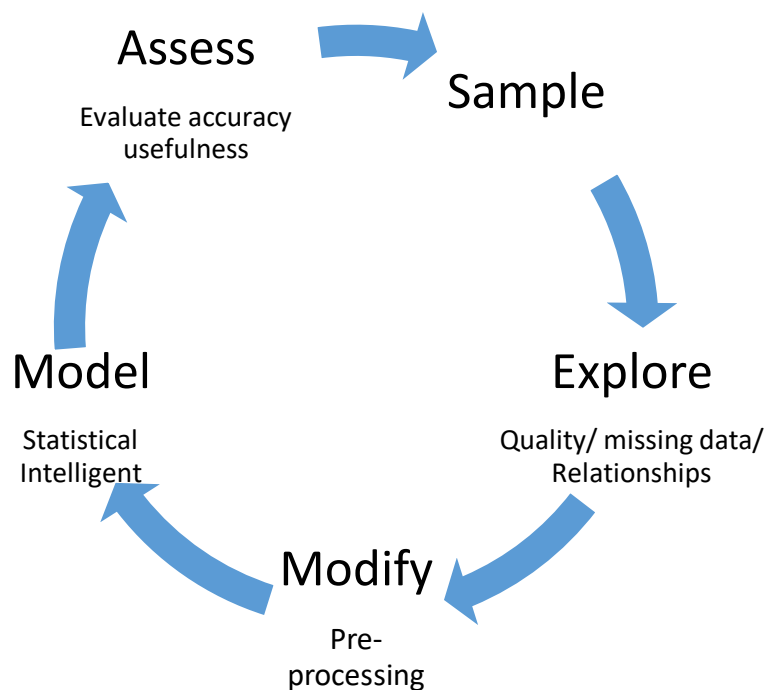 Assess
Evaluate accuracy
usefulness
Sample
Explore
Quality/ missing data/
Relationships
Modify
Pre-
processing
Model
Statistical
Intelligent